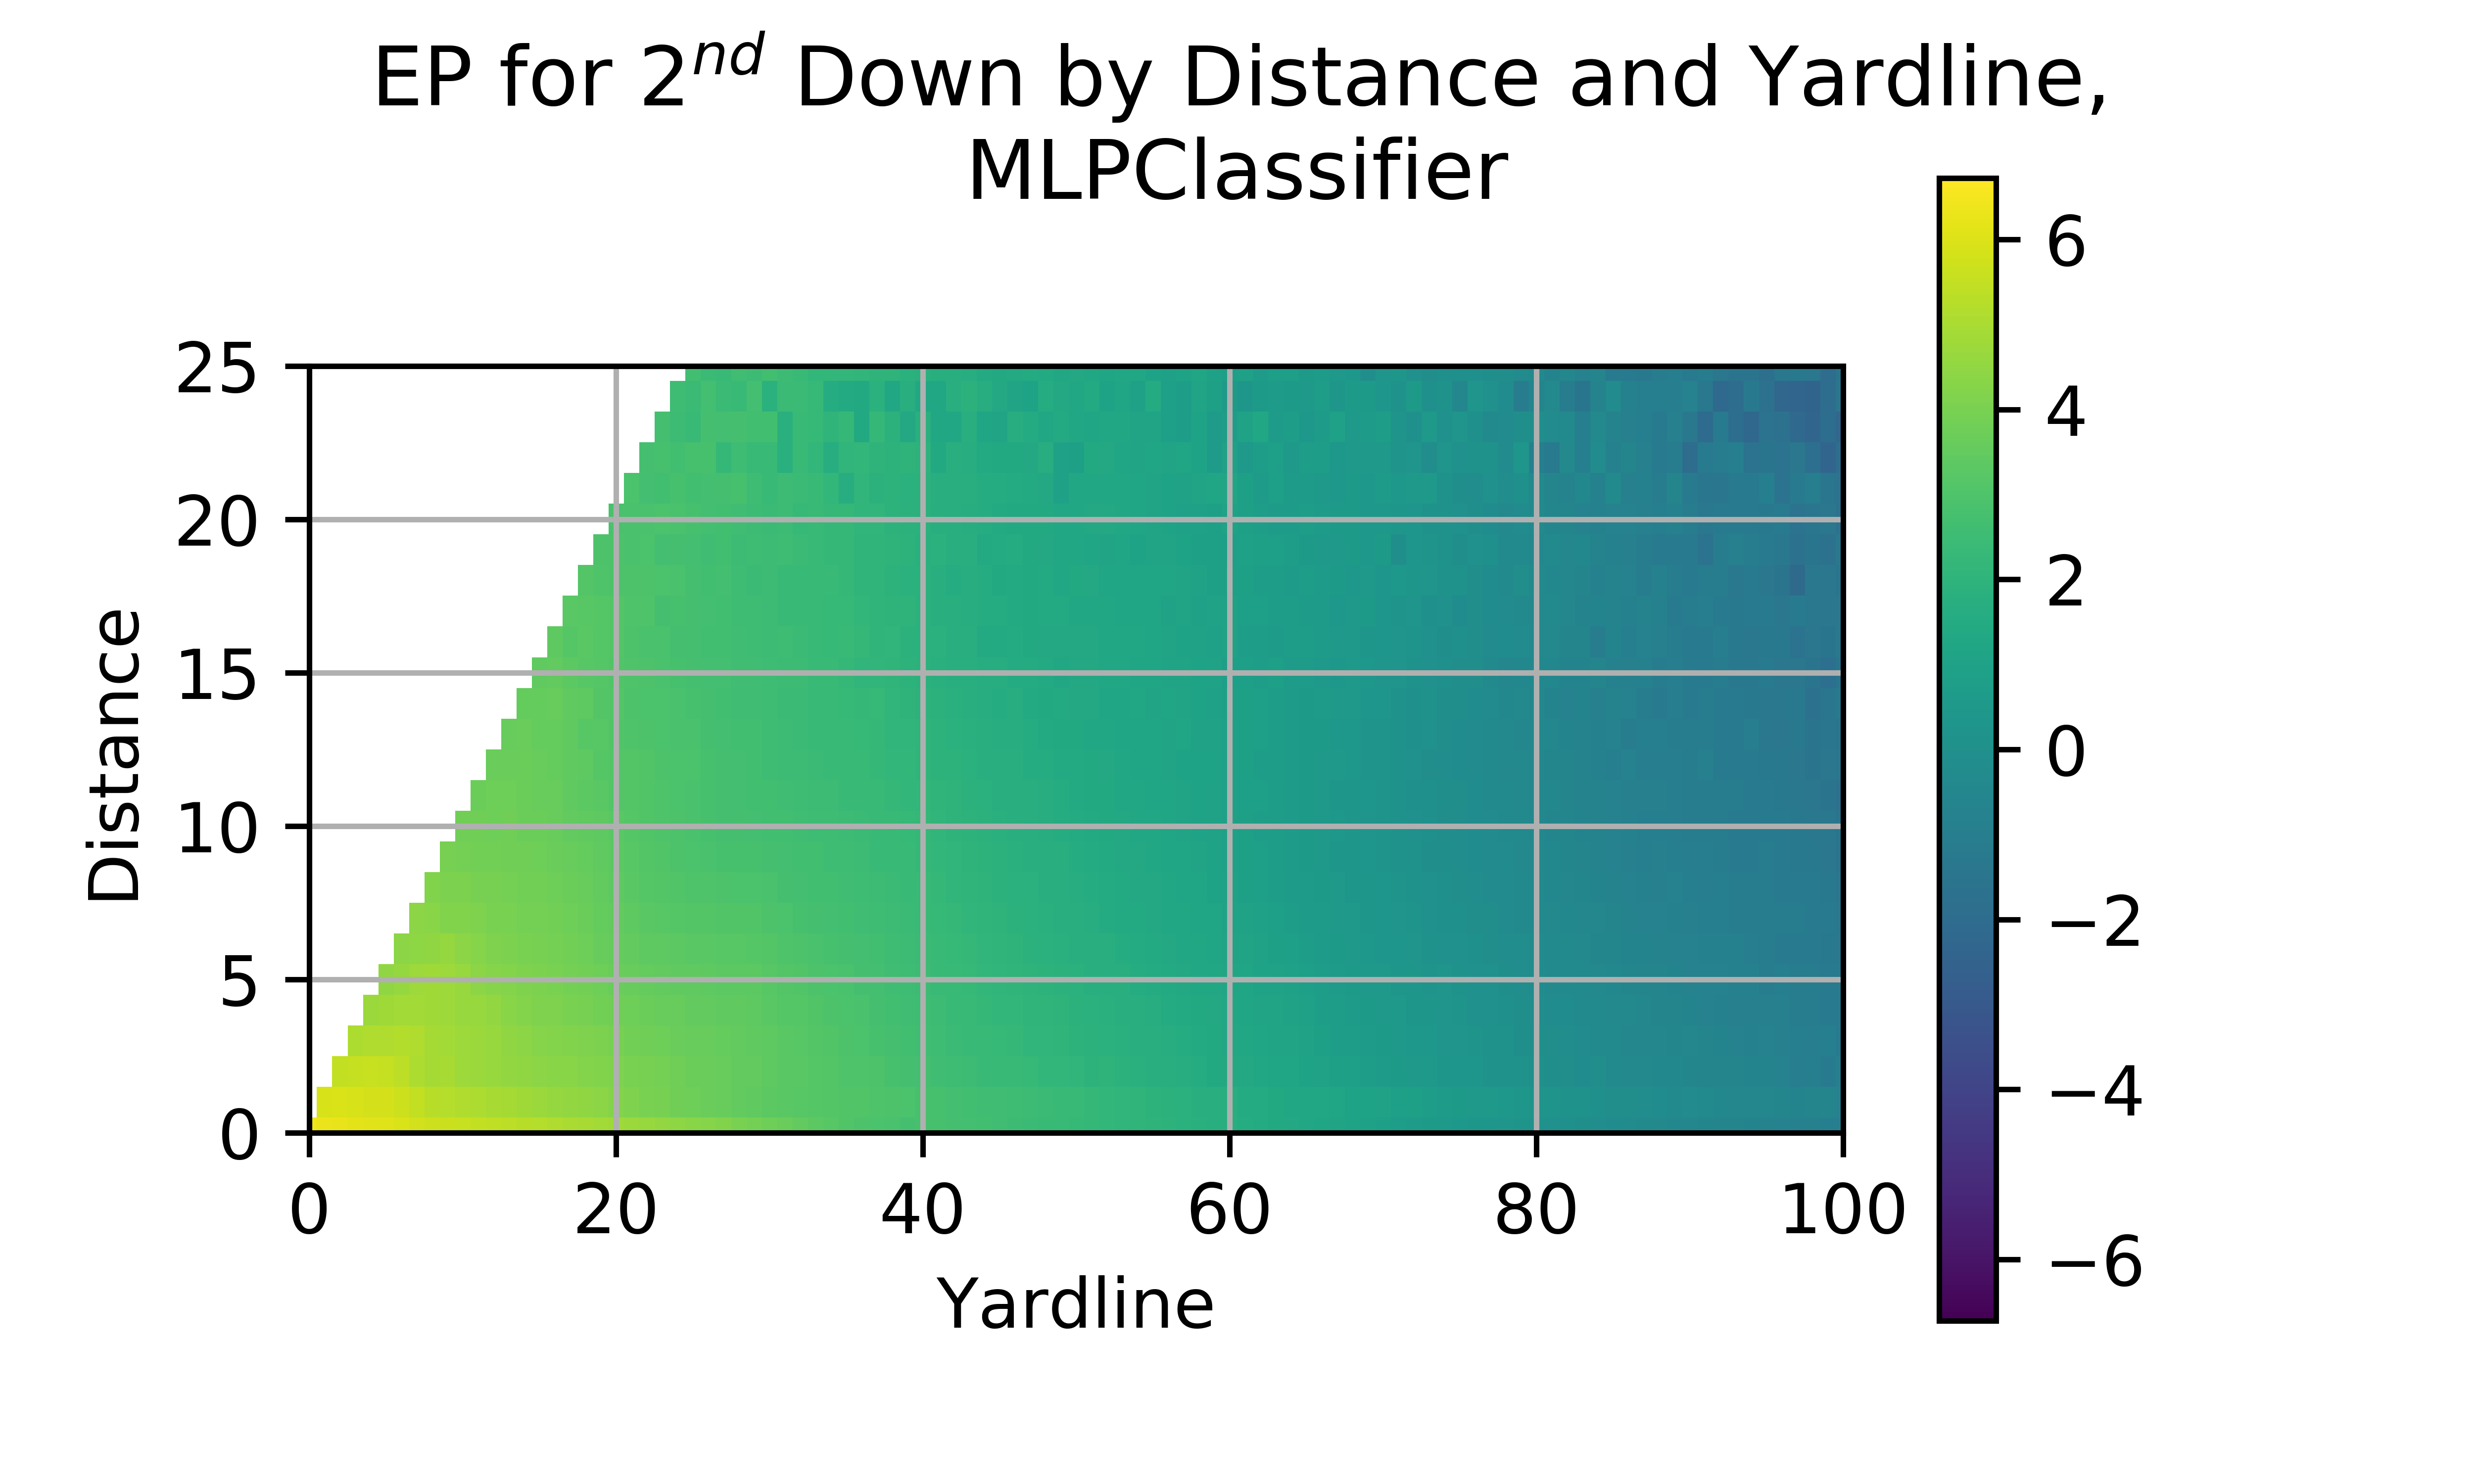 EP for 2nd Down by Distance and Yardline,
MLPClassifier
25
20
15
10
5
0
Distance
0 20 40 60 80 100
Yardline
6
4
2
0
−2
−4
−6